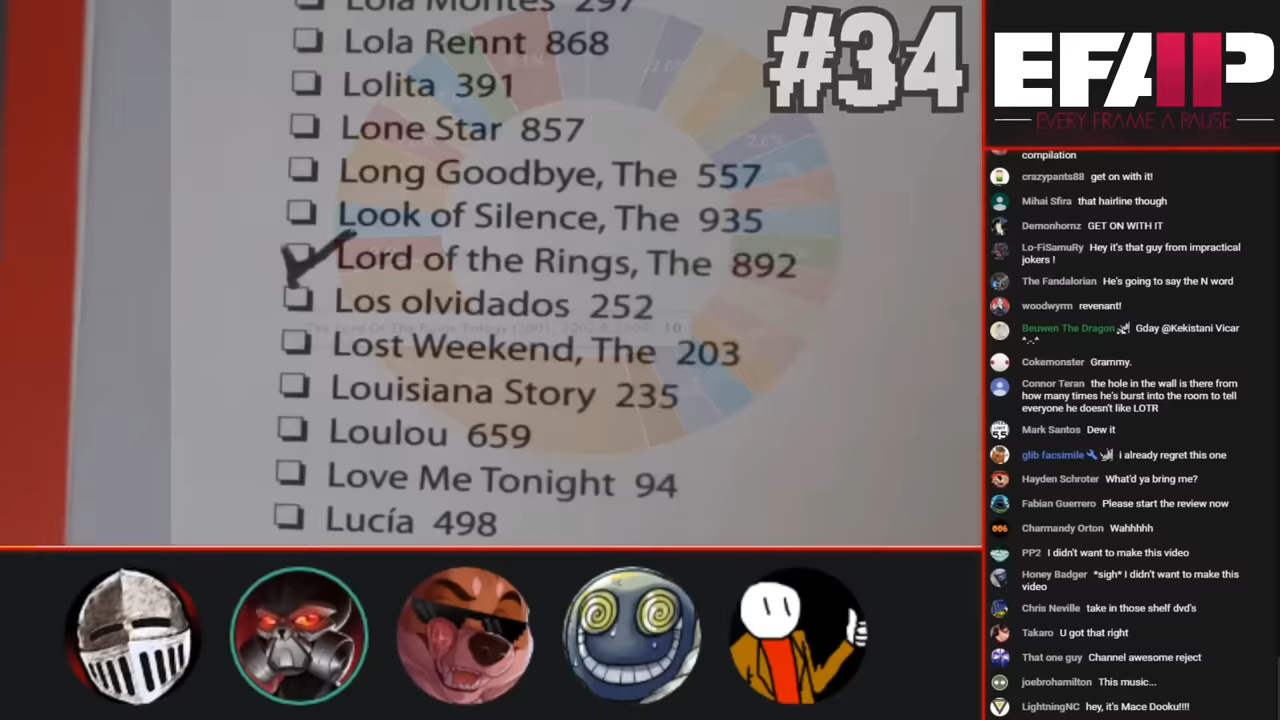 Lola Montes 297
Lola Rennt 868
Lolita 391
Lone Star 857
Long Goodbye, The 557
Look of Silence, The 935
Lord of the Rings, The 892
Los olvidados 252
Lost Weekend, The 203
Louisiana Story 235
Loulou 659
Love Me Tonight 94
Lucía 498
#34
EFAP
EVERY FRAME A PAUSE
compilation
crazypants88 get on with it!
Mihai Sfira that hairline though
Demonhornz GET ON WITH IT
Lo-FiSamuRy Hey it's that guy from impractical
jokers !
The Fandalorian He's going to say the N word
woodwyrm revenant!
Beuwen The Dragon Gday @Kekistani Vicar
^-.-^
Cokemonster Grammy.
Connor Teran the hole in the wall is there from
how many times he's burst into the room to tell
everyone he doesn't like LOTR
Mark Santos Dew it
glib facsimile i already regret this one
Hayden Schroter What'd ya bring me?
Fabian Guerrero Please start the review now
Charmandy Orton Wahhhhh
PP2 I didn't want to make this video
Honey Badger *sigh* I didn't want to make this
video
Chris Neville take in those shelf dvd's
Takaro U got that right
That one guy Channel awesome reject
joebrohamilton This music...
LightningNC hey, it's Mace Dooku!!!!